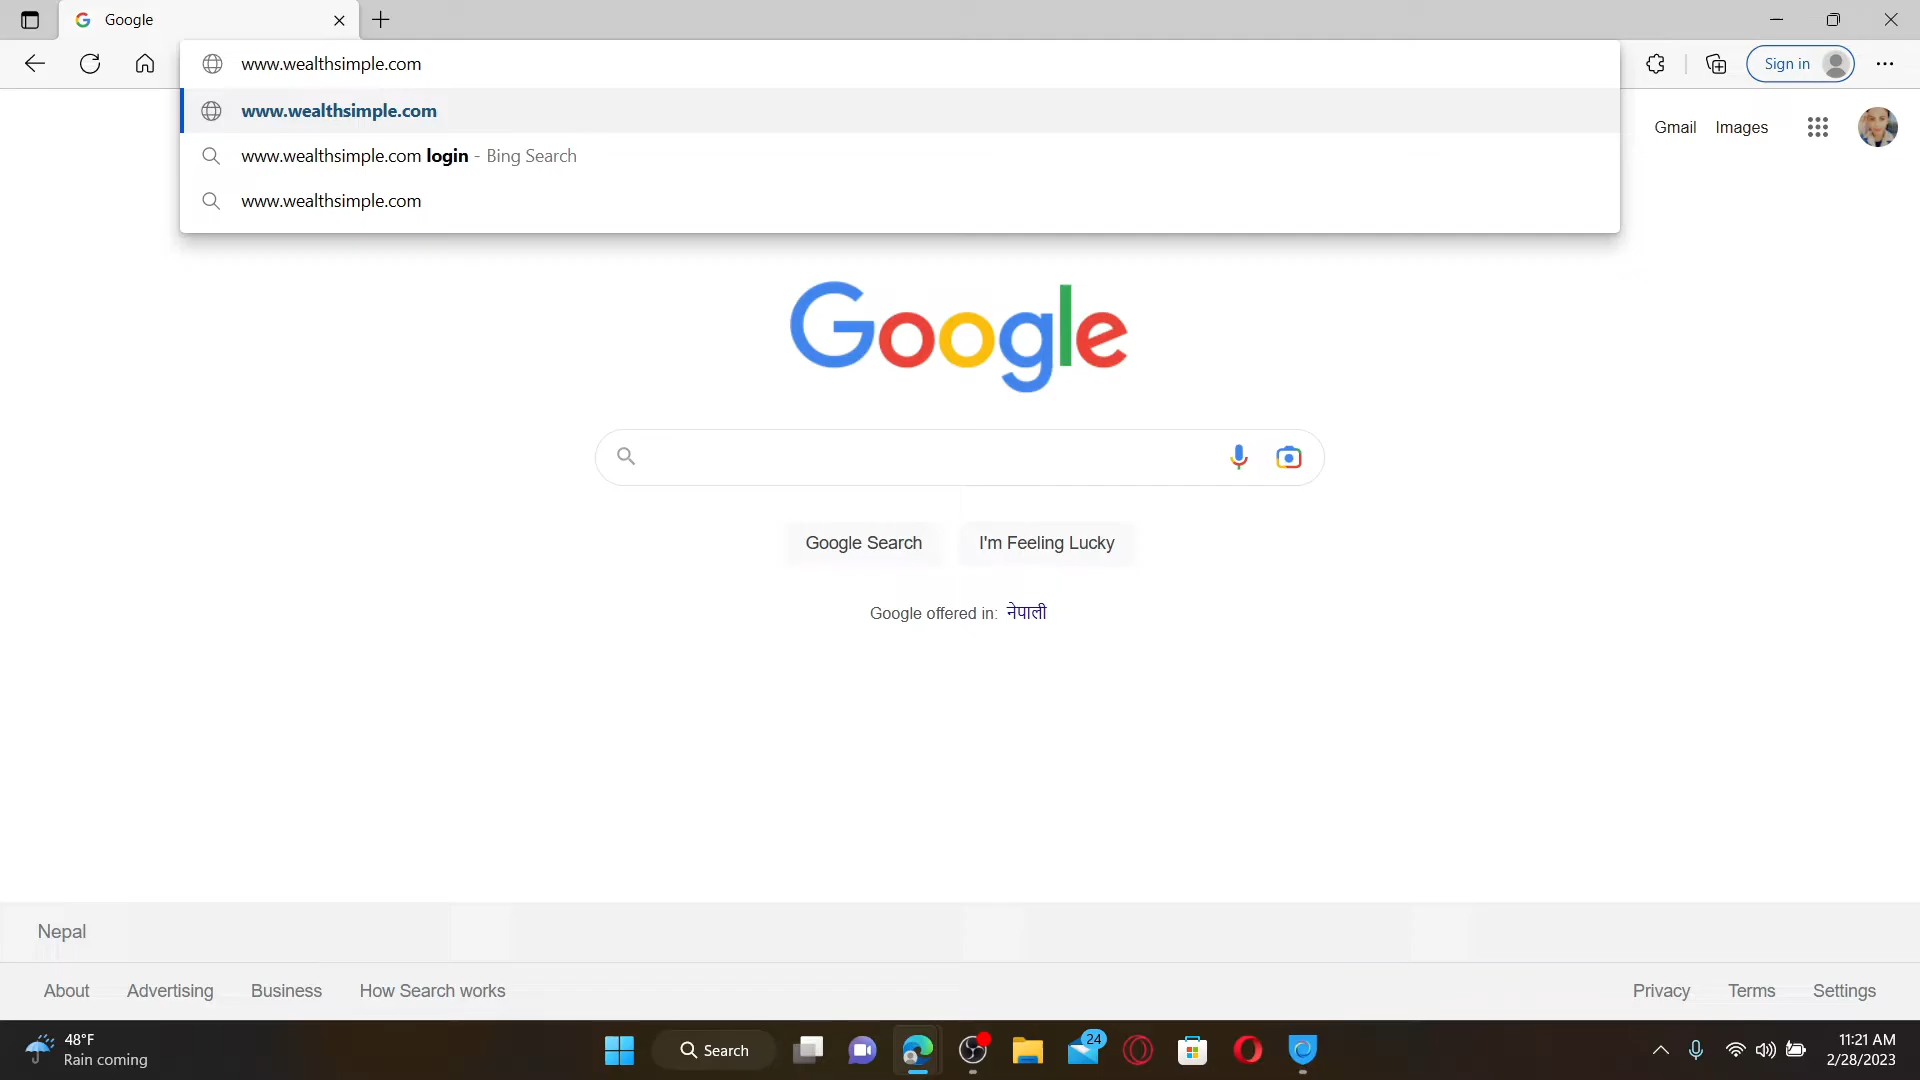 Google
www.wealthsimple.com
Sign in
www.wealthsimple.com
www.wealthsimple.com login - Bing Search
www.wealthsimple.com
Gmail Images
Google
Google Search I'm Feeling Lucky
Google offered in: नेपाली
Nepal
About Advertising Business How Search works Privacy Terms Settings
48°F
Rain coming
Search
24
11:21 AM
2/28/2023